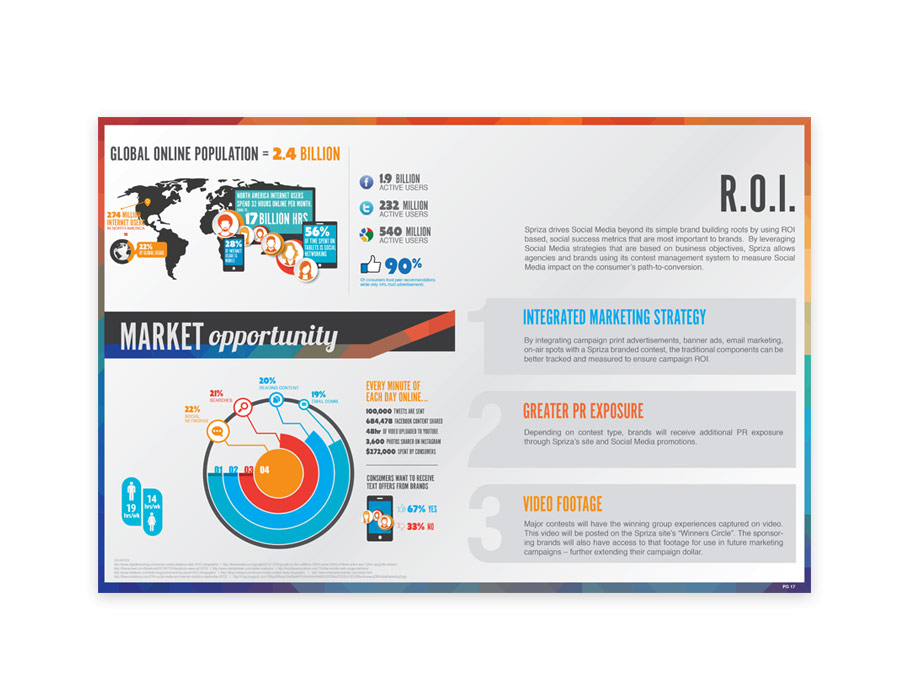 GLOBAL ONLINE POPULATION = 2.4 BILLION
274 MILLION
INTERNET USERS
IN NORTH AMERICA
22%
OF GLOBAL USERS
NORTH AMERICA INTERNET USERS
SPEND 32 HOURS ONLINE PER MONTH
17 BILLION HRS
28%
56%
OF TIME SPENT ON
TABLETS IS SOCIAL
NETWORKING
1.9 BILLION
ACTIVE USERS
232 MILLION
ACTIVE USERS
540 MILLION
ACTIVE USERS
90%
Of consumers trust peer recommendations
while only 14% trust advertisements.
MARKET opportunity
22%
SOCIAL
NETWORKS
21%
SEARCHES
20%
READING CONTENT
19%
EMAIL/COMM.
01 02 03 04
19
hrs/wk
14
hrs/wk
EVERY MINUTE OF
EACH DAY ONLINE...
100,000 TWEETS ARE SENT
684,478 FACEBOOK CONTENT SHARED
48hr OF VIDEO UPLOADED TO YOUTUBE
3,600 PHOTOS SHARED ON INSTAGRAM
$272,000 SPENT BY CONSUMERS
CONSUMERS WANT TO RECEIVE
TEXT OFFERS FROM BRANDS
67% YES
33% NO
R.O.I.
Spriza drives Social Media beyond its simple brand building roots by using ROI
based, social success metrics that are most important to brands. By leveraging
Social Media strategies that are based on business objectives, Spriza allows
agencies and brands using its contest management system to measure Social
Media impact on the consumer's path-to-conversion.
1
INTEGRATED MARKETING STRATEGY
By integrating campaign print advertisements, banner ads, email marketing,
on-air spots with a Spriza branded contest, the traditional components can be
better tracked and measured to ensure campaign ROI.
2
GREATER PR EXPOSURE
Depending on contest type, brands will receive additional PR exposure
through Spriza's site and Social Media promotions.
3
VIDEO FOOTAGE
Major contests will have the winning group experiences captured on video.
This video will be posted on the Spriza site's "Winners Circle". The sponsor-
ing brands will also have access to that footage for use in future marketing
campaigns – further extending their campaign dollar.
PG 17